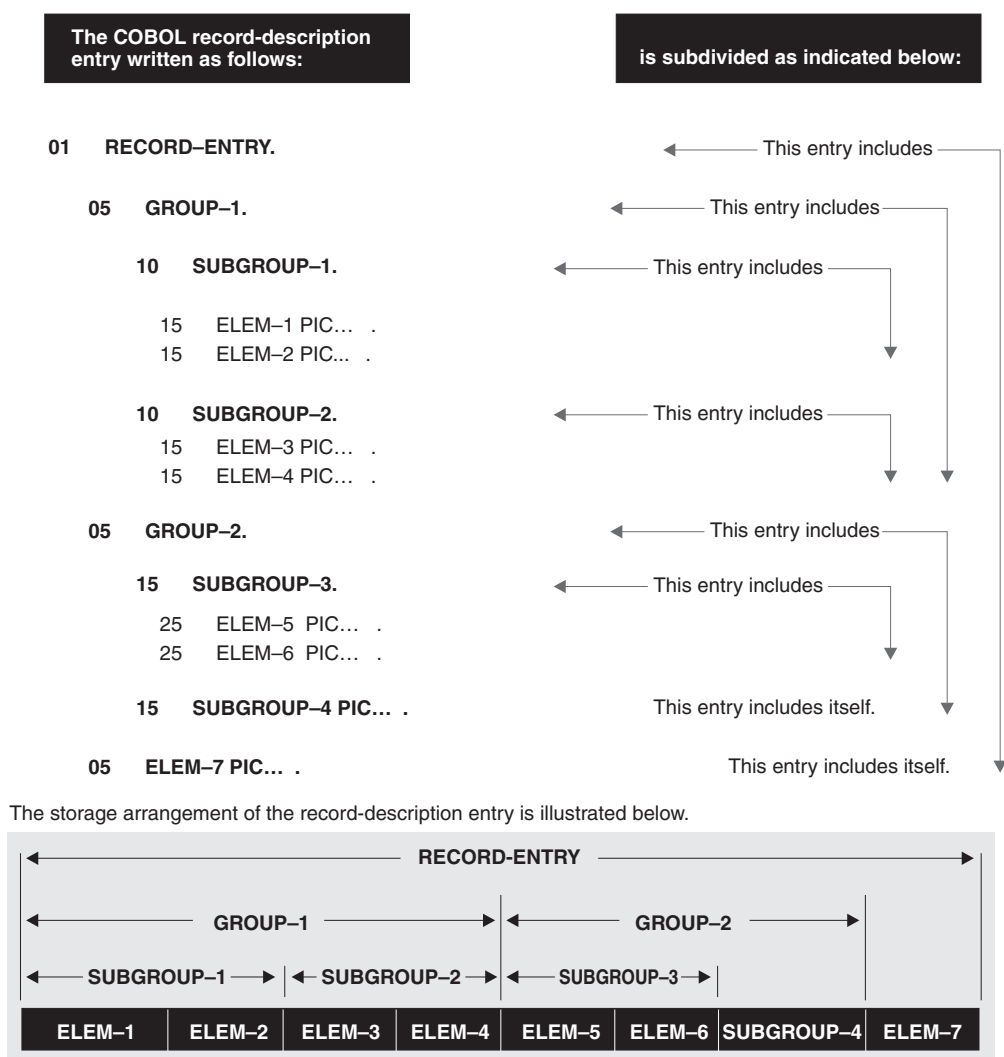 The COBOL record-description
entry written as follows:
is subdivided as indicated below:
01 RECORD–ENTRY. This entry includes
05 GROUP–1. This entry includes
10 SUBGROUP–1. This entry includes
15 ELEM–1 PIC… .
15 ELEM–2 PIC... .
10 SUBGROUP–2. This entry includes
15 ELEM–3 PIC… .
15 ELEM–4 PIC… .
05 GROUP–2. This entry includes
15 SUBGROUP–3. This entry includes
25 ELEM–5 PIC… .
25 ELEM–6 PIC… .
15 SUBGROUP–4 PIC… . This entry includes itself.
05 ELEM–7 PIC… . This entry includes itself.
The storage arrangement of the record-description entry is illustrated below.
RECORD-ENTRY
GROUP–1 GROUP–2
SUBGROUP–1 SUBGROUP–2 SUBGROUP–3
ELEM–1 ELEM–2 ELEM–3 ELEM–4 ELEM–5 ELEM–6 SUBGROUP–4 ELEM–7